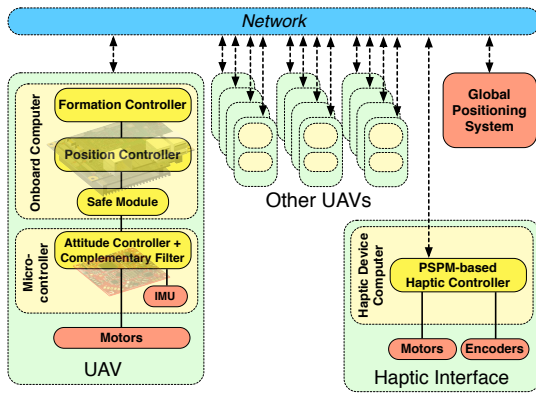 Network
Onboard Computer
Formation Controller
Position Controller
Safe Module
Micro-
controller
Attitude Controller +
Complementary Filter
IMU
Motors
UAV
Other UAVs
Global
Positioning
System
Haptic Device
Computer
PSPM-based
Haptic Controller
Motors
Encoders
Haptic Interface